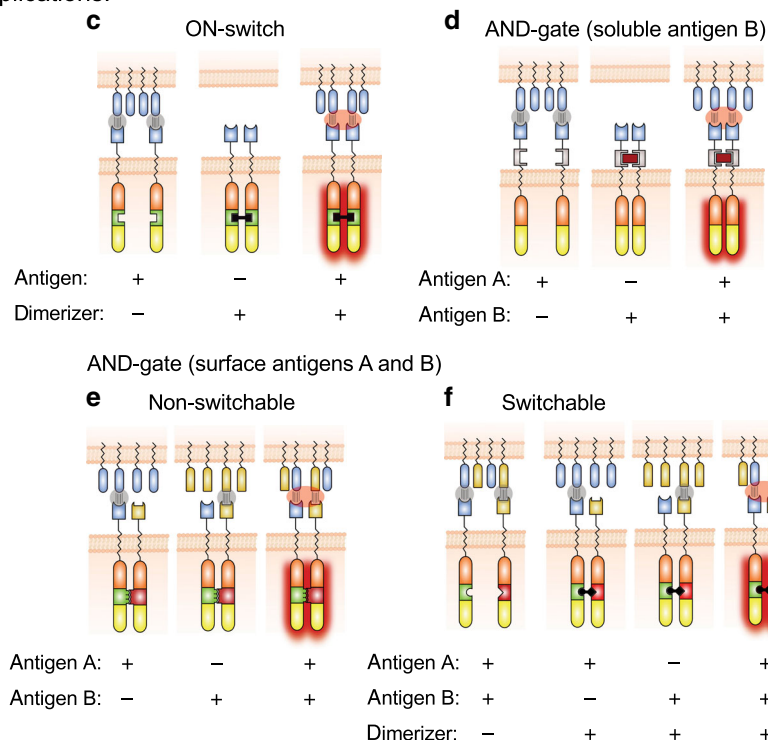 plications.
c ON-switch
Antigen: + − +
Dimerizer: − + +
d AND-gate (soluble antigen B)
Antigen A: + − +
Antigen B: − + +
AND-gate (surface antigens A and B)
e Non-switchable
Antigen A: + − +
Antigen B: − + +
f Switchable
Antigen A: + + − +
Antigen B: + − + +
Dimerizer: − + + +